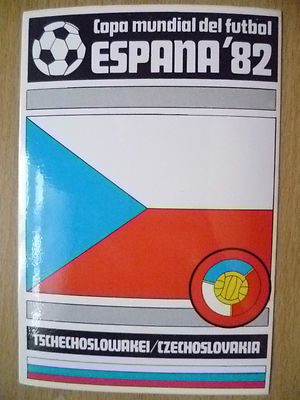 Copa mundial del futbol
ESPANA '82
TSCHECHOSLOWAKEI/CZECHOSLOVAKIA